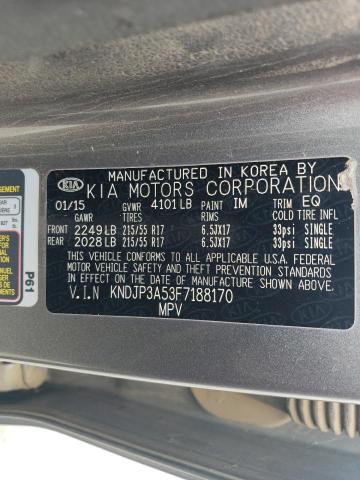 MANUFACTURED IN KOREA BY
KIA KIA MOTORS CORPORATION
01/15 GVWR 4101LB PAINT IM TRIM EQ
GAWR TIRES RIMS COLD TIRE INFL
FRONT 2249LB 215/55 R17 6.5JX17 33psi SINGLE
REAR 2028LB 215/55 R17 6.5JX17 33psi SINGLE
THIS VEHICLE CONFORMS TO ALL APPLICABLE U.S.A. FEDERAL
MOTOR VEHICLE SAFETY AND THEFT PREVENTION STANDARDS
IN EFFECT ON THE DATE OF MANUFACTURE SHOWN ABOVE.
V.I.N KNDJP3A53F7188170
MPV
P61